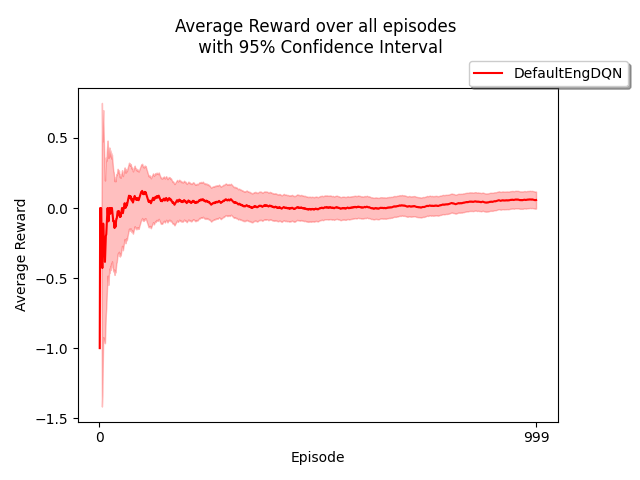 Average Reward over all episodes
with 95% Confidence Interval
DefaultEngDQN
0.5
0.0
−0.5
−1.0
−1.5
Average Reward
0
999
Episode